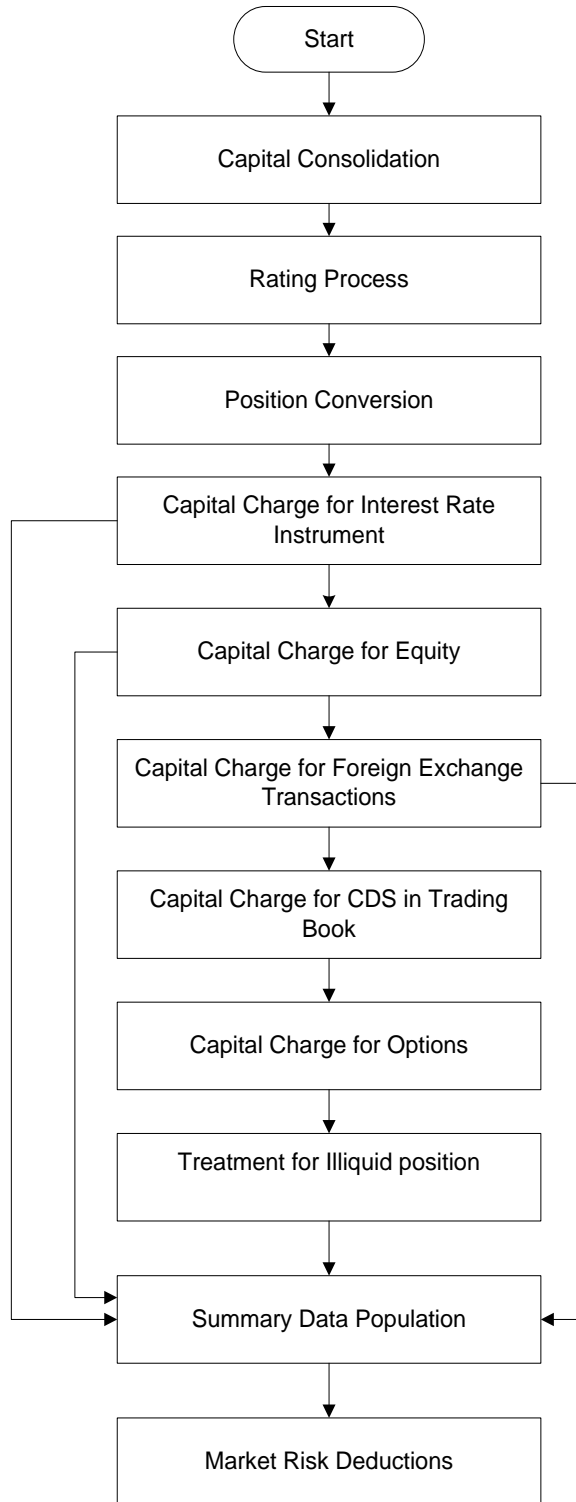 Start
Capital Consolidation
Rating Process
Position Conversion
Capital Charge for Interest Rate
Instrument
Capital Charge for Equity
Capital Charge for Foreign Exchange
Transactions
Capital Charge for CDS in Trading
Book
Capital Charge for Options
Treatment for Illiquid position
Summary Data Population
Market Risk Deductions